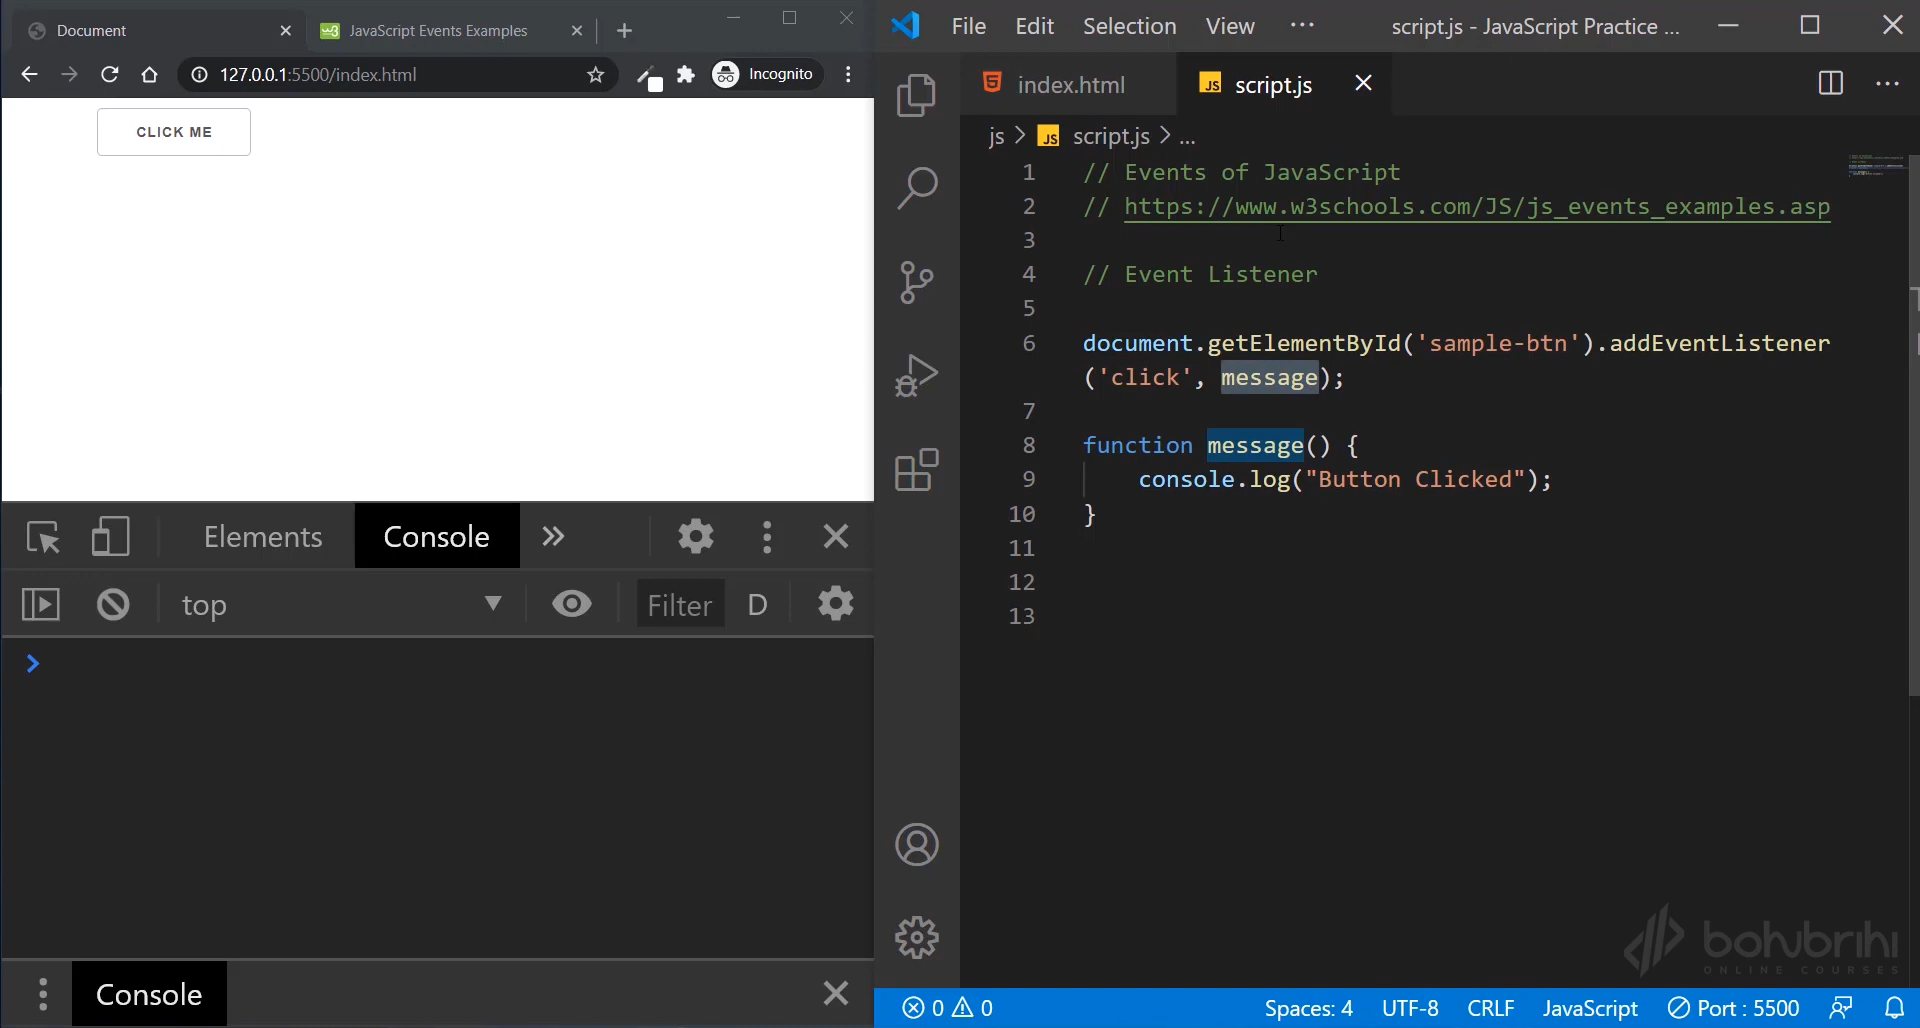 Document
JavaScript Events Examples
127.0.0.1:5500/index.html
Incognito
CLICK ME
Elements
Console
top
Filter
D
Console
File Edit Selection View ··· script.js - JavaScript Practice ...
index.html
JS script.js
js > JS script.js > ...
1 // Events of JavaScript
2 // https://www.w3schools.com/JS/js_events_examples.asp
3
4 // Event Listener
5
6 document.getElementById('sample-btn').addEventListener
('click', message);
7
8 function message() {
9 console.log("Button Clicked");
10 }
11
12
13
bohubrihi
ONLINE COURSES
0 0 Spaces: 4 UTF-8 CRLF JavaScript Port : 5500